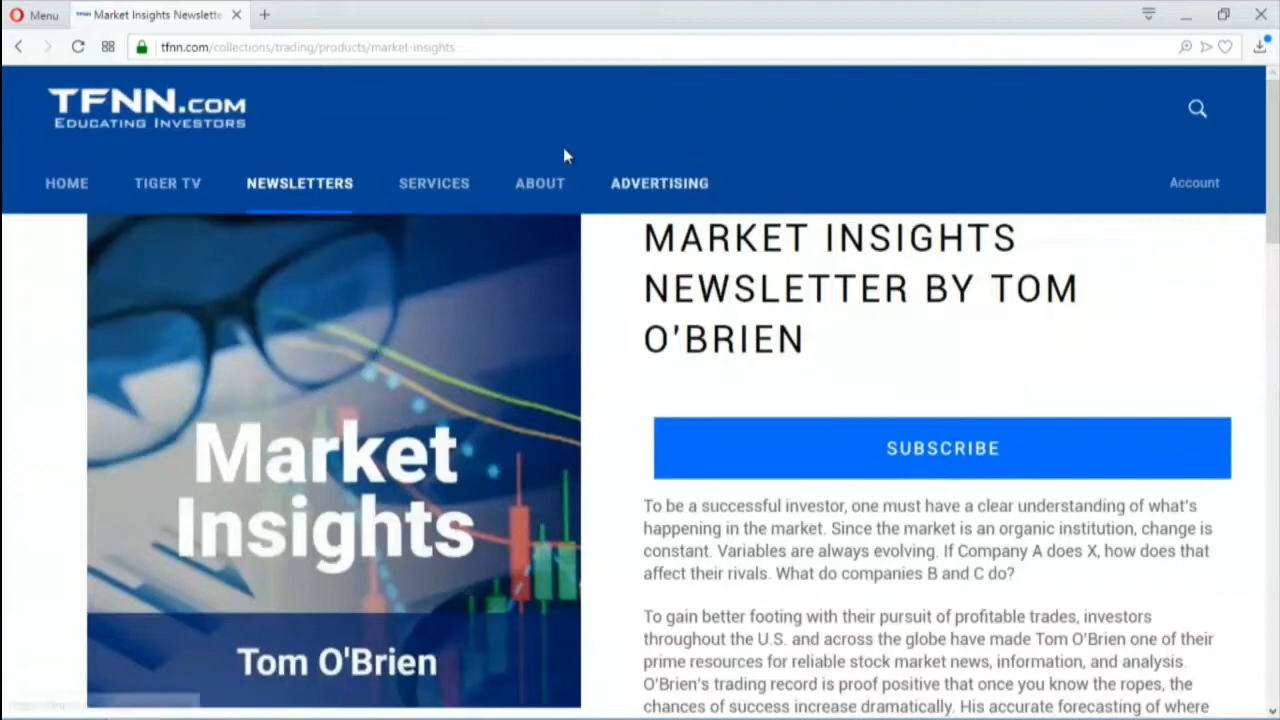 Menu
TFNN Market Insights Newslette
tfnn.com/collections/trading/products/market-insights
TFNN.COM
EDUCATING INVESTORS
HOME TIGER TV NEWSLETTERS SERVICES ABOUT ADVERTISING Account
MARKET INSIGHTS
NEWSLETTER BY TOM
O'BRIEN
Market
Insights
Tom O'Brien
SUBSCRIBE
To be a successful investor, one must have a clear understanding of what's
happening in the market. Since the market is an organic institution, change is
constant. Variables are always evolving. If Company A does X, how does that
affect their rivals. What do companies B and C do?
To gain better footing with their pursuit of profitable trades, investors
throughout the U.S. and across the globe have made Tom O'Brien one of their
prime resources for reliable stock market news, information, and analysis.
O'Brien's trading record is proof positive that once you know the ropes, the
chances of success increase dramatically. His accurate forecasting of where